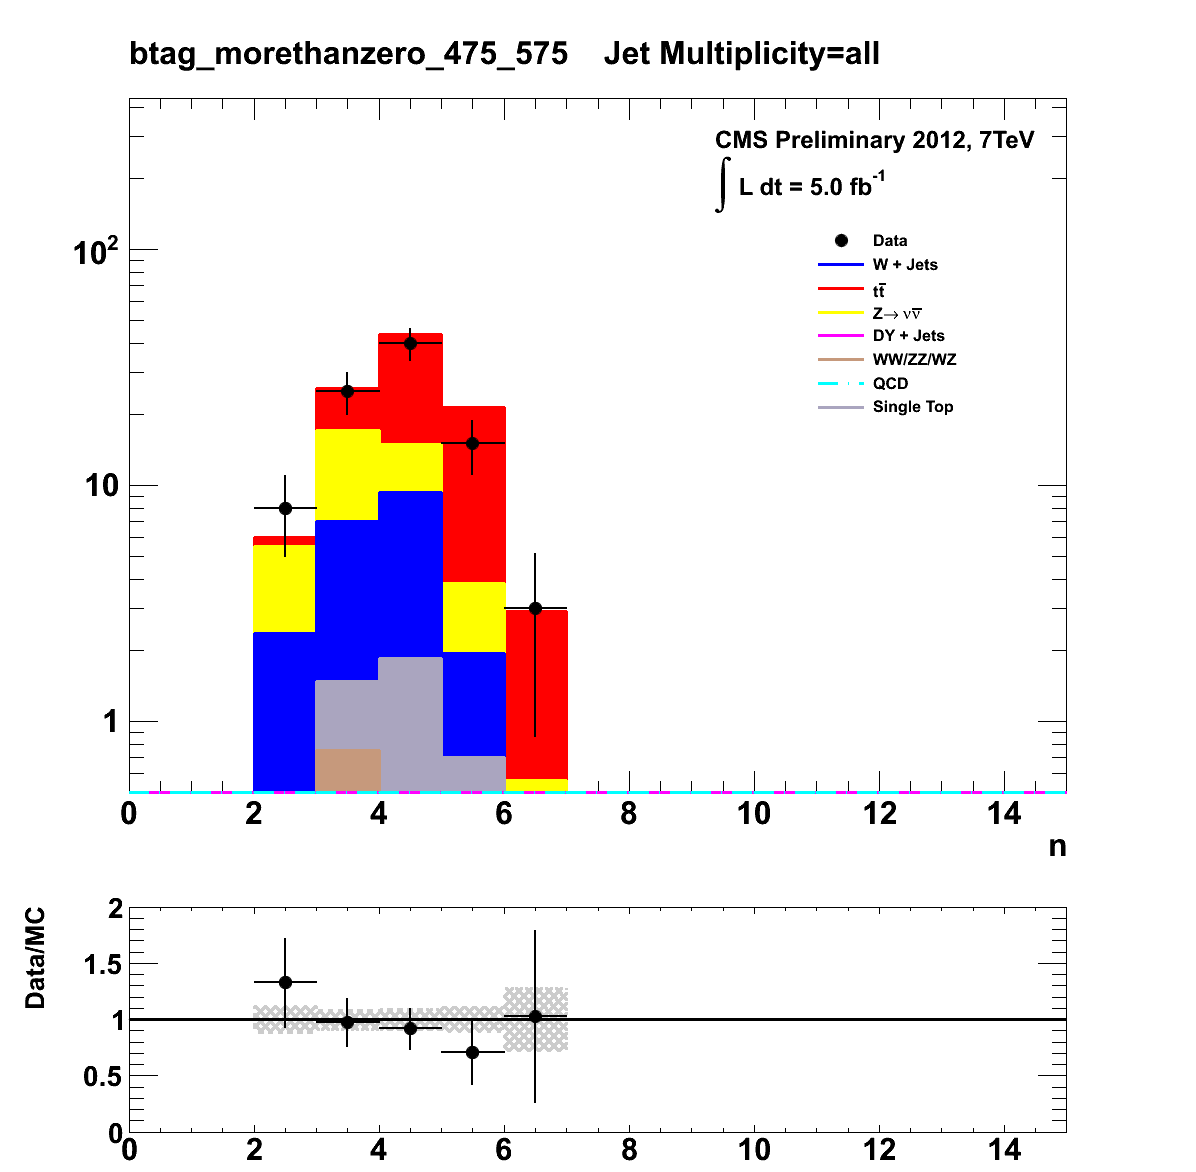 btag_morethanzero_475_575 Jet Multiplicity=all
CMS Preliminary 2012, 7TeV
∫ L dt = 5.0 fb⁻¹
Data
W + Jets
tt̅
Z→ νν̅
DY + Jets
WW/ZZ/WZ
QCD
Single Top
10²
10
1
0 2 4 6 8 10 12 14
n
Data/MC
2
1.5
1
0.5
0
0 2 4 6 8 10 12 14